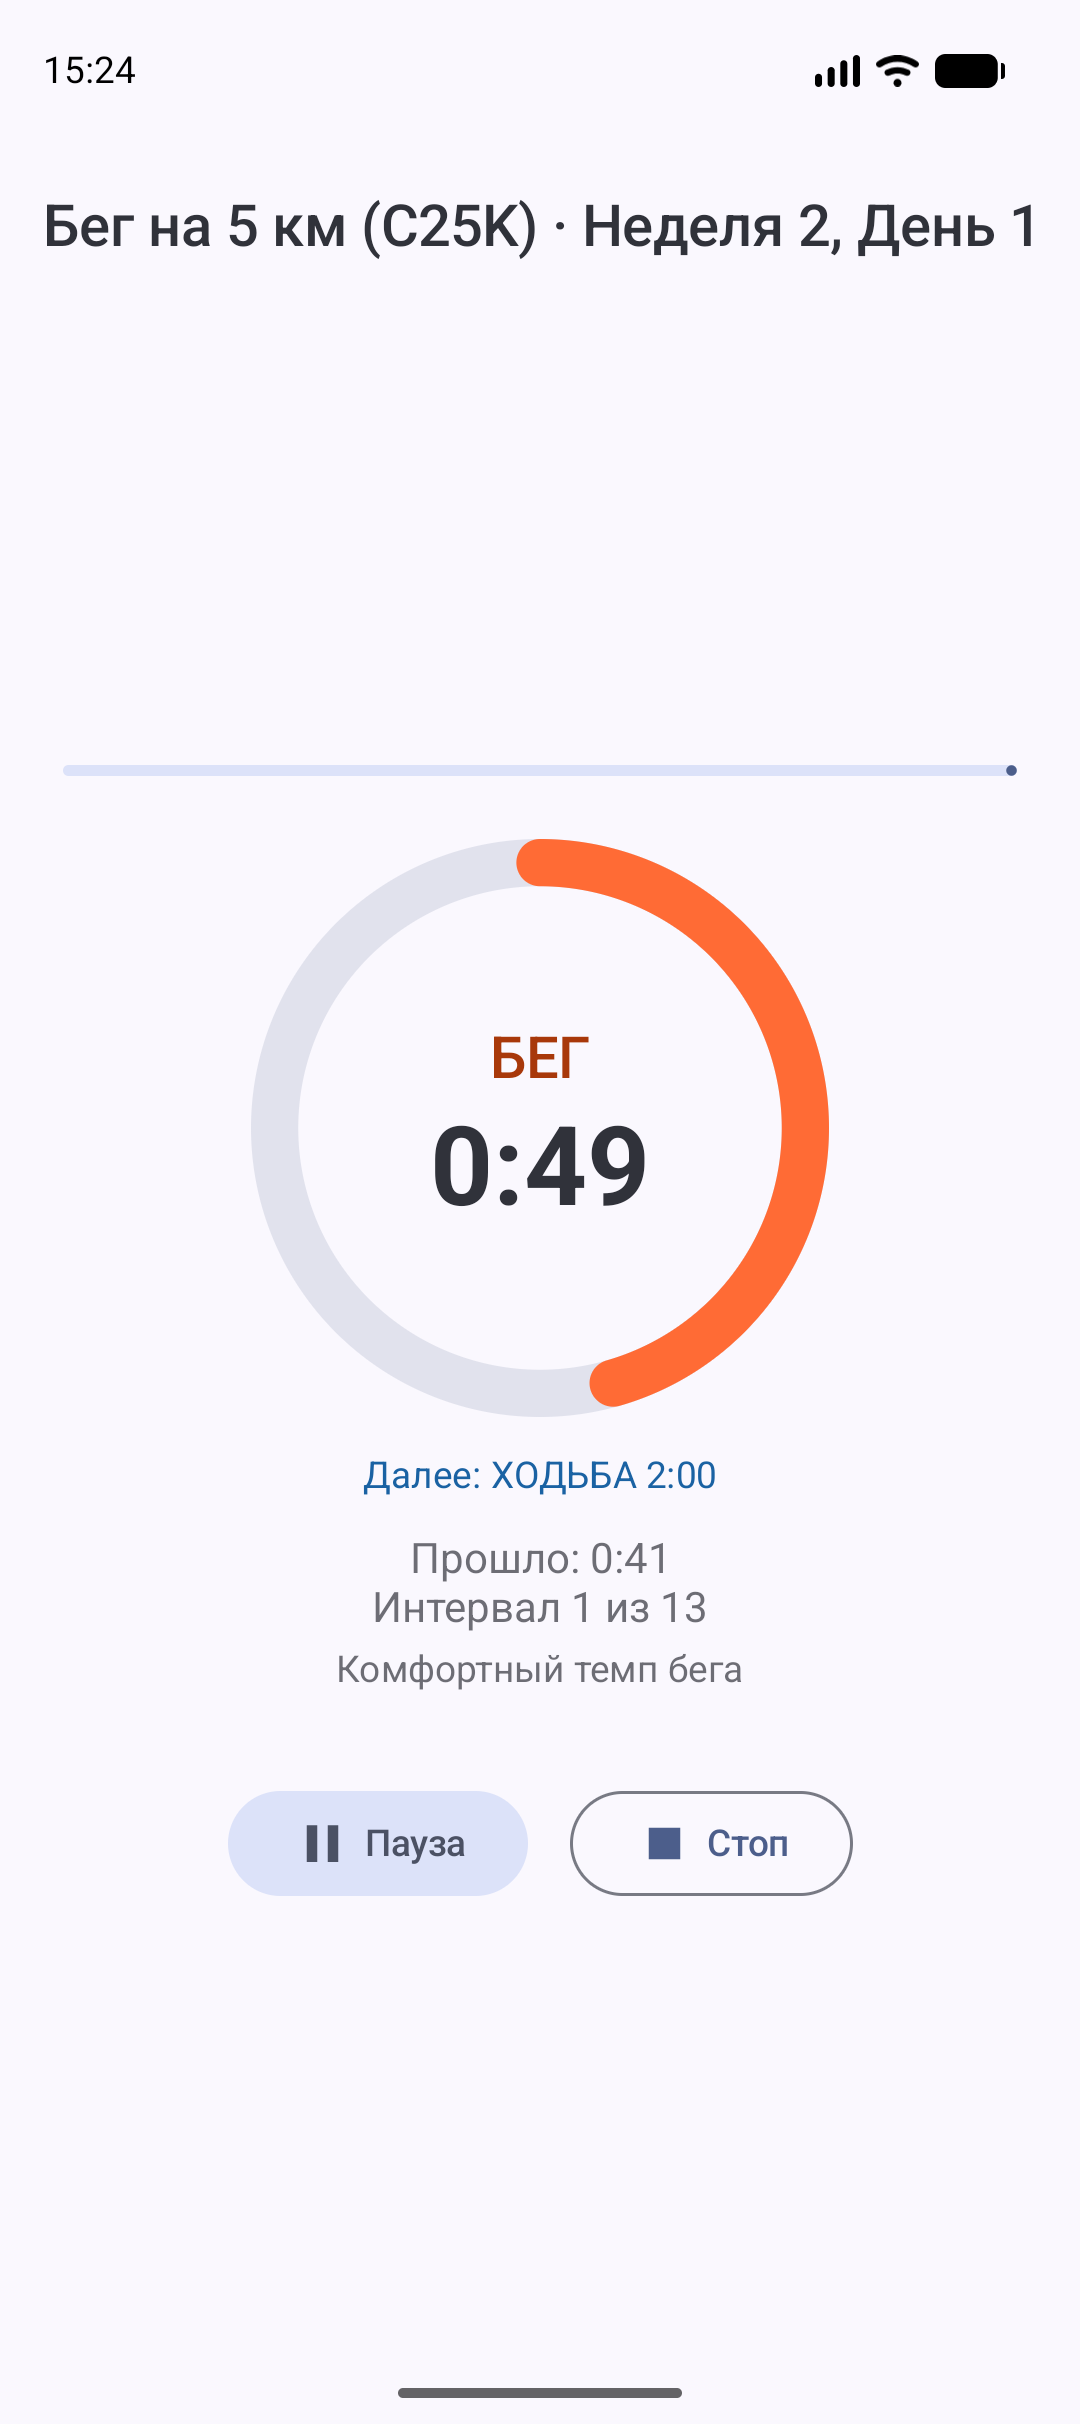 15:24
Бег на 5 км (C25K) · Неделя 2, День 1
БЕГ
0:49
Далее: ХОДЬБА 2:00
Прошло: 0:41
Интервал 1 из 13
Комфортный темп бега
Пауза
Стоп